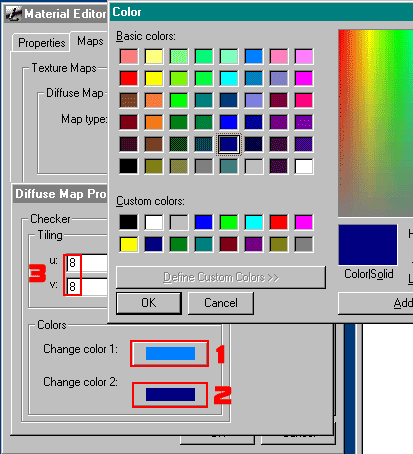 Material Editor
Color
Properties
Maps
Texture Maps
Diffuse Map
Map type:
Basic colors:
Custom colors:
Define Custom Colors >>
OK
Cancel
Color|Solid
Add
Diffuse Map Pro
Checker
Tiling
u:
8
v:
8
3
Colors
Change color 1:
1
Change color 2:
2